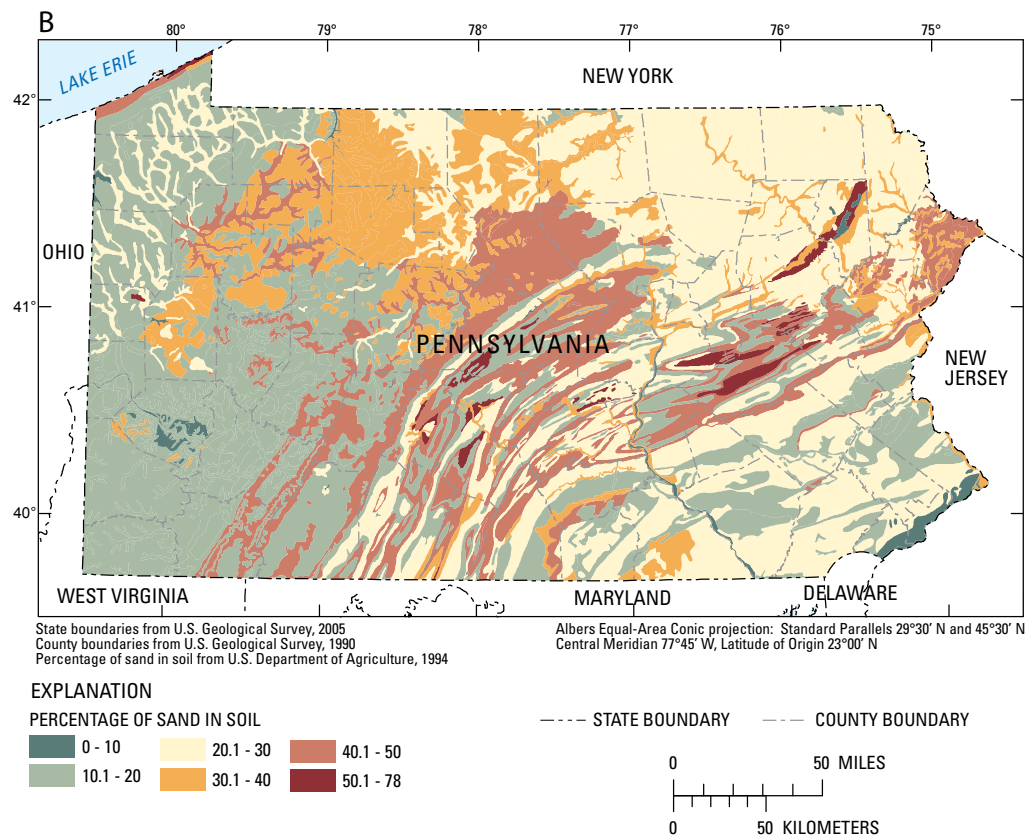 B
80° 79° 78° 77° 76° 75°
LAKE ERIE
NEW YORK
42°
OHIO
41°
PENNSYLVANIA
NEW
JERSEY
40°
WEST VIRGINIA
MARYLAND
DELAWARE
State boundaries from U.S. Geological Survey, 2005
County boundaries from U.S. Geological Survey, 1990
Percentage of sand in soil from U.S. Department of Agriculture, 1994
Albers Equal-Area Conic projection: Standard Parallels 29°30' N and 45°30' N
Central Meridian 77°45' W, Latitude of Origin 23°00' N
EXPLANATION
PERCENTAGE OF SAND IN SOIL
0 - 10
10.1 - 20
20.1 - 30
30.1 - 40
40.1 - 50
50.1 - 78
STATE BOUNDARY
COUNTY BOUNDARY
0 50 MILES
0 50 KILOMETERS